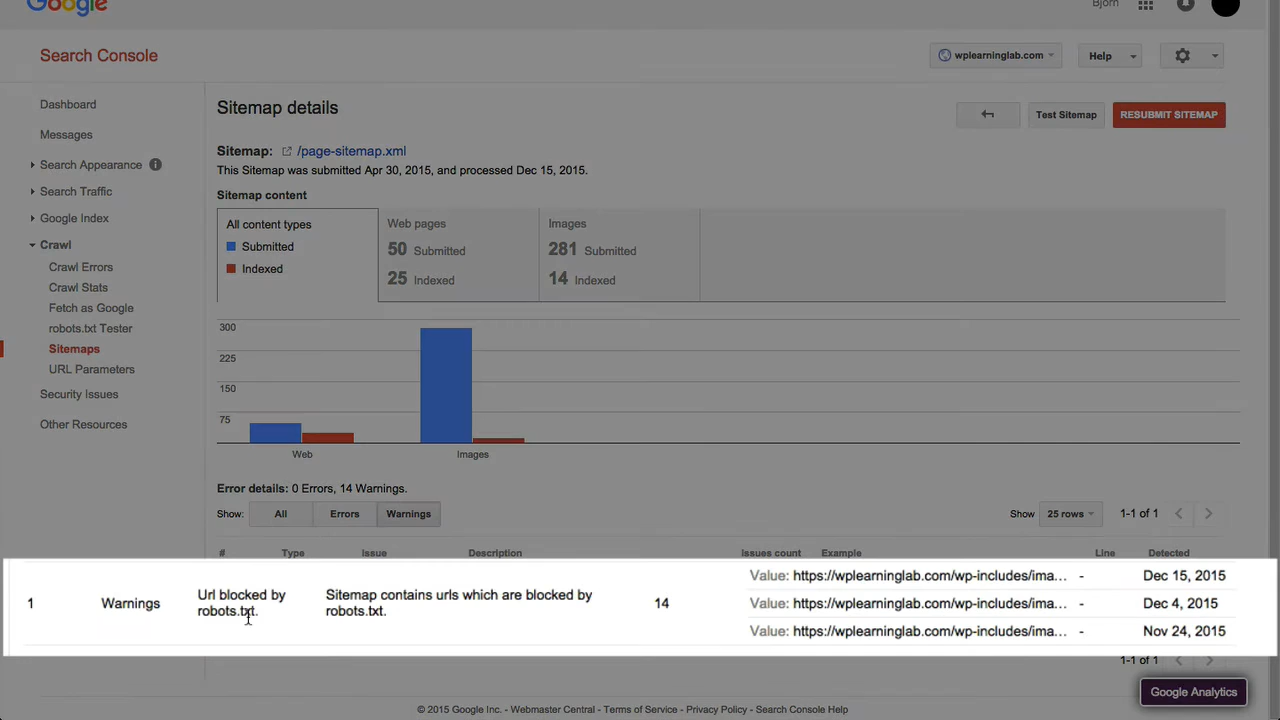 Google
Bjorn
Search Console
wplearninglab.com
Help
Dashboard
Messages
Search Appearance
Search Traffic
Google Index
Crawl
Crawl Errors
Crawl Stats
Fetch as Google
robots.txt Tester
Sitemaps
URL Parameters
Security Issues
Other Resources
Sitemap details
Test Sitemap
RESUBMIT SITEMAP
Sitemap: /page-sitemap.xml
This Sitemap was submitted Apr 30, 2015, and processed Dec 15, 2015.
Sitemap content
All content types
Submitted
Indexed
Web pages
50 Submitted
25 Indexed
Images
281 Submitted
14 Indexed
300
225
150
75
Web
Images
Error details: 0 Errors, 14 Warnings.
Show: All Errors Warnings
Show 25 rows 1-1 of 1
# Type Issue Description Issues count Example Line Detected
1 Warnings Url blocked by
robots.txt. Sitemap contains urls which are blocked by
robots.txt. 14
Value: https://wplearninglab.com/wp-includes/ima... - Dec 15, 2015
Value: https://wplearninglab.com/wp-includes/ima... - Dec 4, 2015
Value: https://wplearninglab.com/wp-includes/ima... - Nov 24, 2015
1-1 of 1
Google Analytics
© 2015 Google Inc. - Webmaster Central - Terms of Service - Privacy Policy - Search Console Help